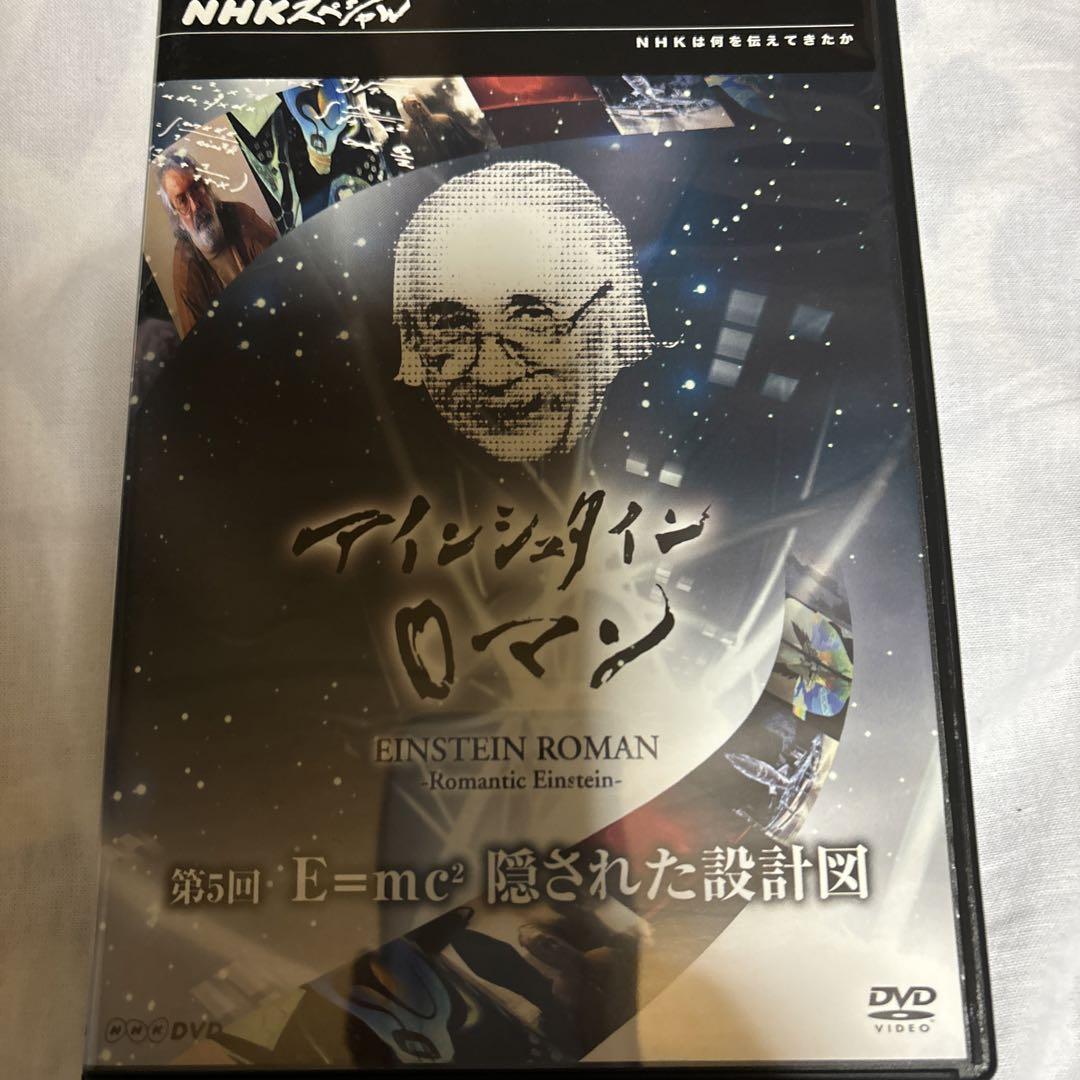 NHKスペシャル
NHKは何を伝えてきたか
アインシュタイン
ロマン
EINSTEIN ROMAN
-Romantic Einstein-
第5回 E=mc² 隠された設計図
NHK DVD
DVD
VIDEO